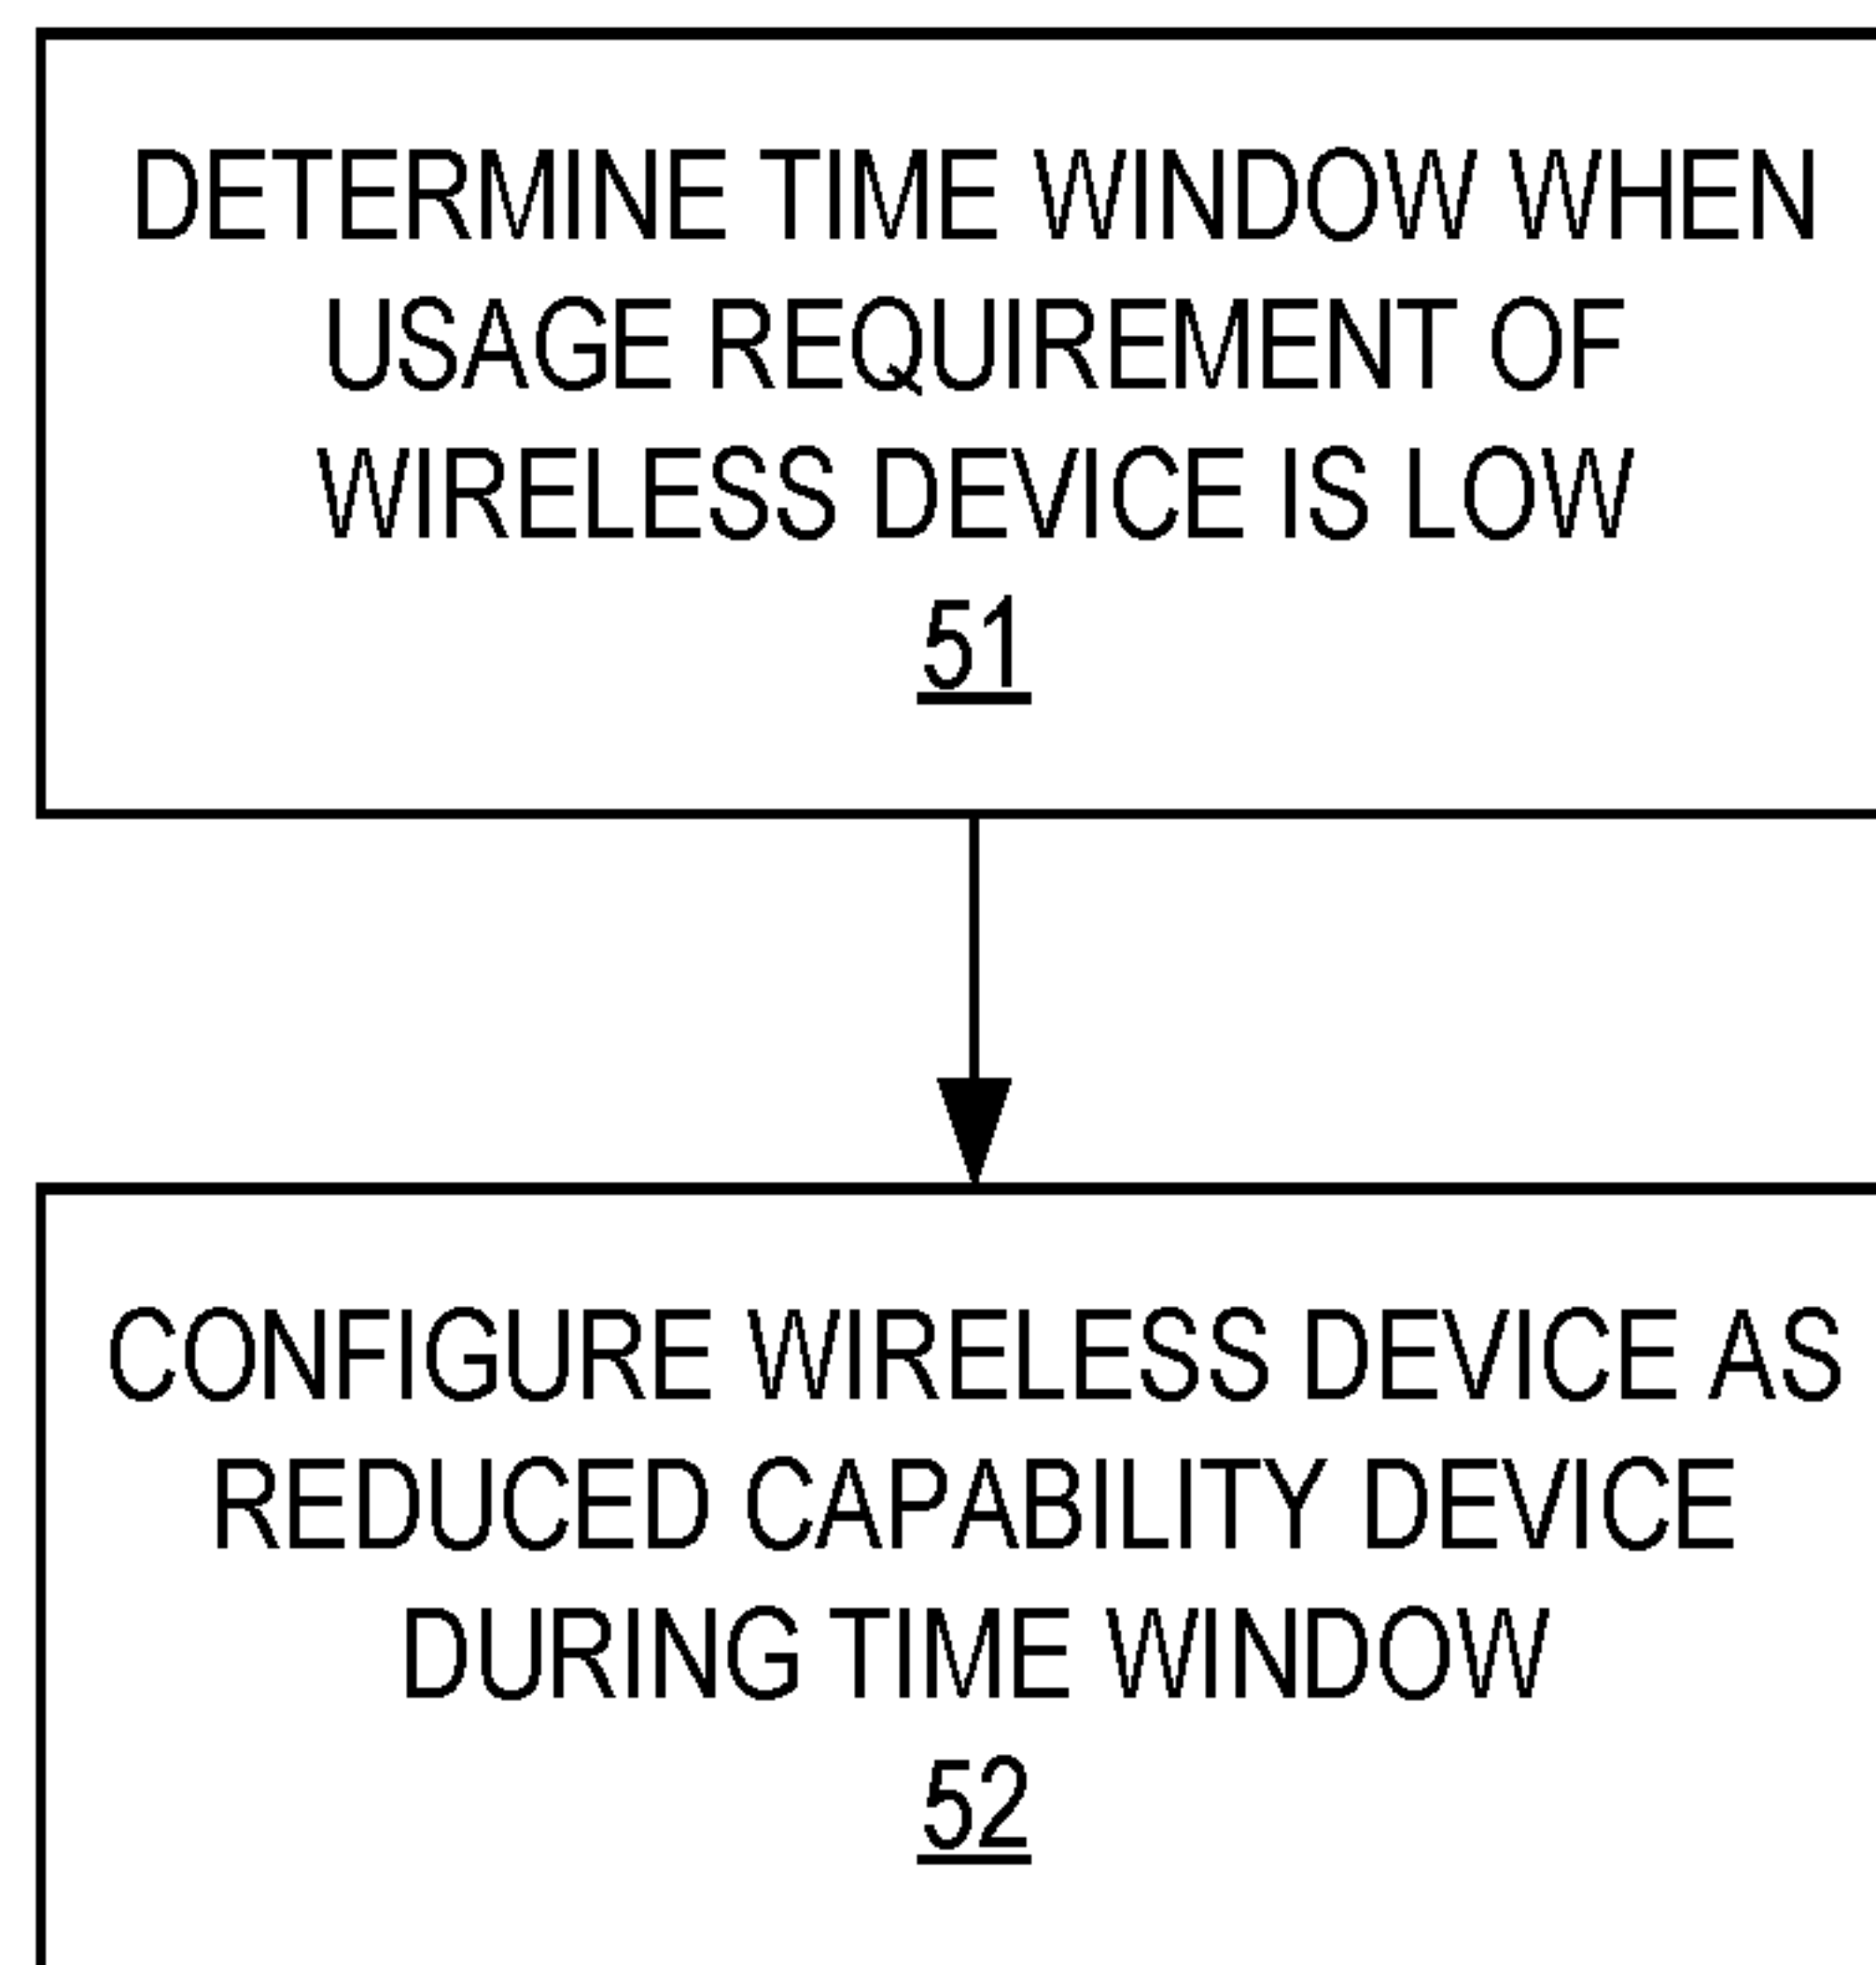 DETERMINE TIME WINDOW WHEN
USAGE REQUIREMENT OF
WIRELESS DEVICE IS LOW
51
CONFIGURE WIRELESS DEVICE AS
REDUCED CAPABILITY DEVICE
DURING TIME WINDOW
52